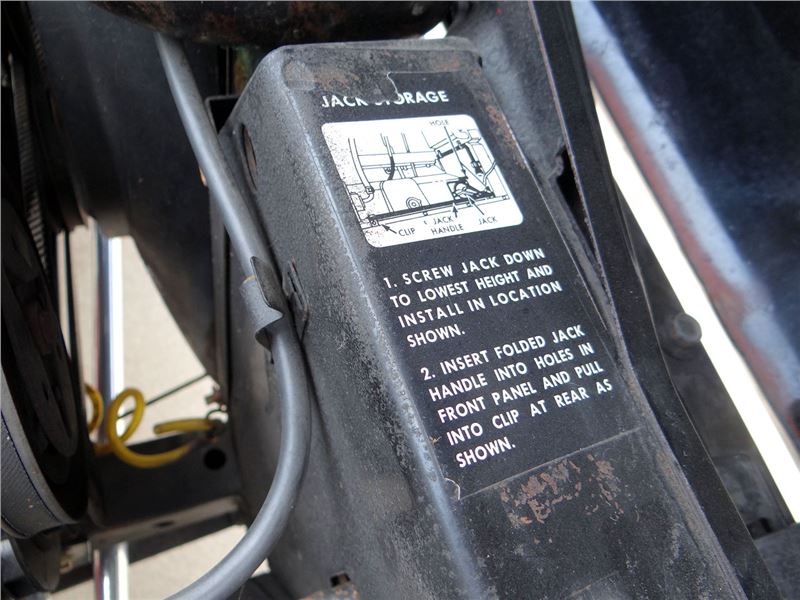 JACK STORAGE
HOLE
CLIP JACK HANDLE JACK
1. SCREW JACK DOWN
TO LOWEST HEIGHT AND
INSTALL IN LOCATION
SHOWN.
2. INSERT FOLDED JACK
HANDLE INTO HOLES IN
FRONT PANEL AND PULL
INTO CLIP AT REAR AS
SHOWN.